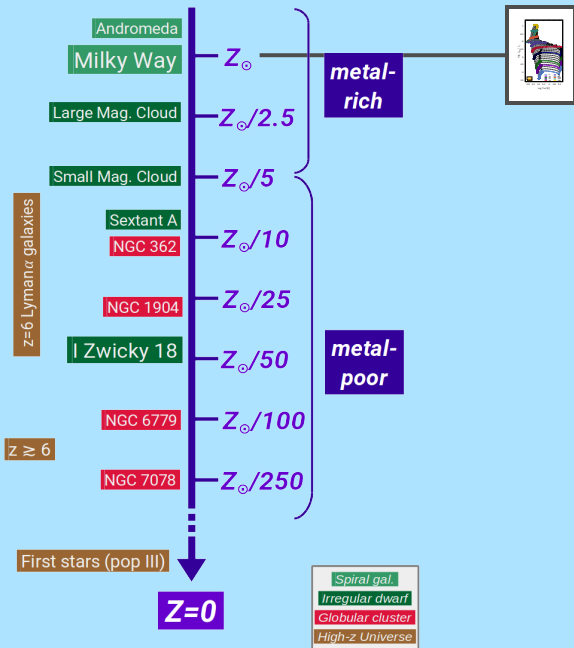 Andromeda
Milky Way
Z☉
metal-
rich
Large Mag. Cloud
Z☉/2.5
Small Mag. Cloud
Z☉/5
z=6 Lymanα galaxies
Sextant A
NGC 362
Z☉/10
NGC 1904
Z☉/25
I Zwicky 18
Z☉/50
metal-
poor
NGC 6779
Z☉/100
z ≳ 6
NGC 7078
Z☉/250
First stars (pop III)
Z=0
Spiral gal.
Irregular dwarf
Globular cluster
High-z Universe